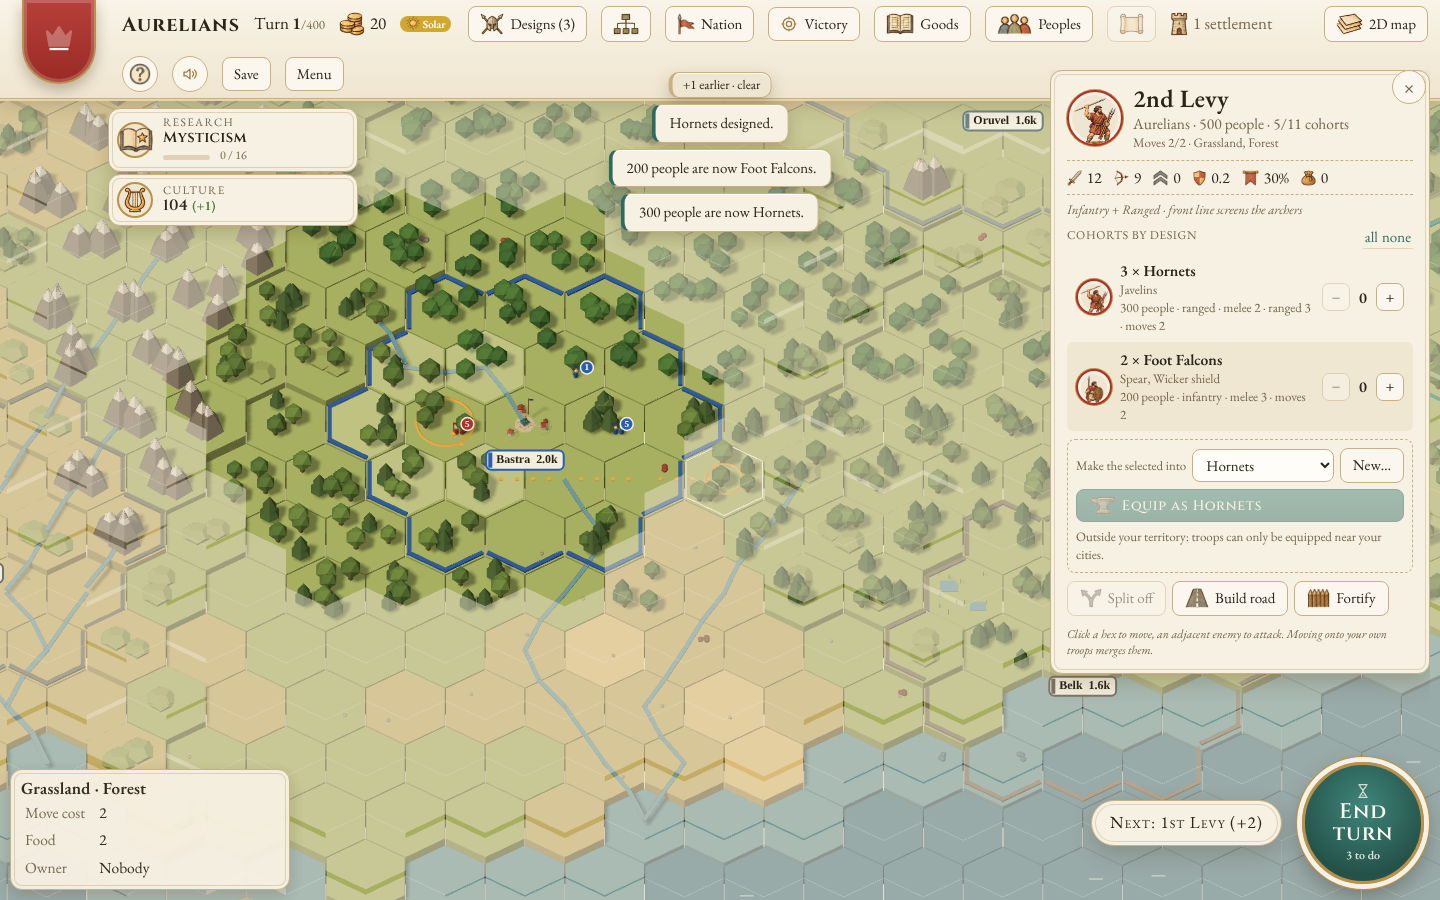 AURELIANS
Turn 1/400
20
Solar
Designs (3)
Nation
Victory
Goods
Peoples
1 settlement
2D map
?
Save
Menu
+1 earlier · clear
Hornets designed.
200 people are now Foot Falcons.
300 people are now Hornets.
RESEARCH
MYSTICISM
0 / 16
CULTURE
104 (+1)
Oruvel 1.6k
1
5
5
Bastra 2.0k
Belk 1.6k
2nd Levy
×
Aurelians · 500 people · 5/11 cohorts
Moves 2/2 · Grassland, Forest
12 9 0 0.2 30% 0
Infantry + Ranged · front line screens the archers
COHORTS BY DESIGN
all none
3 × Hornets
Javelins
300 people · ranged · melee 2 · ranged 3
· moves 2
− 0 +
2 × Foot Falcons
Spear, Wicker shield
200 people · infantry · melee 3 · moves
2
− 0 +
Make the selected into
Hornets
New...
EQUIP AS HORNETS
Outside your territory: troops can only be equipped near your
cities.
Split off
Build road
Fortify
Click a hex to move, an adjacent enemy to attack. Moving onto your own
troops merges them.
Grassland · Forest
Move cost 2
Food 2
Owner Nobody
NEXT: 1ST LEVY (+2)
END
TURN
3 to do